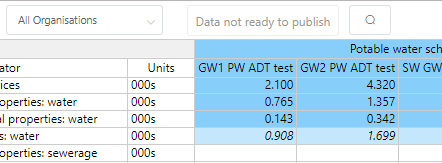 All Organisations Data not ready to publish
Potable water sch
ator Units GW1 PW ADT test GW2 PW ADT test SW GW
ices 000s 2.100 4.320
operties: water 000s 0.765 1.357
al properties: water 000s 0.143 0.342
s: water 000s 0.908 1.699
operties: sewerage 000s